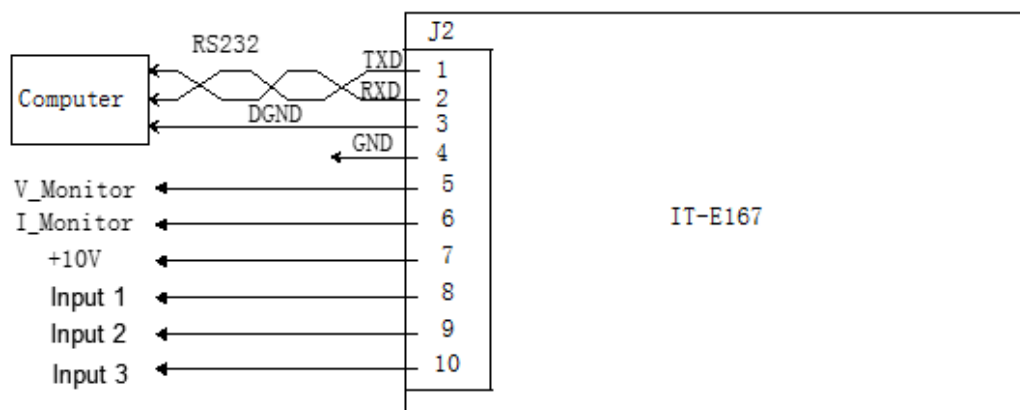 J2
RS232
TXD
1
Computer
RXD
2
DGND
3
GND
4
V_Monitor
5
I_Monitor
6
IT-E167
+10V
7
Input 1
8
Input 2
9
Input 3
10